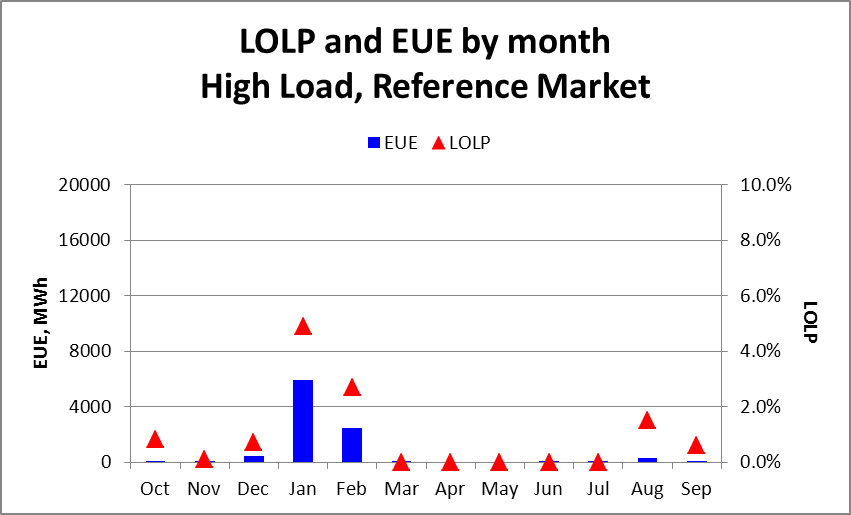 LOLP and EUE by month
High Load, Reference Market
EUE LOLP
20000
16000
12000
8000
4000
0
EUE, MWh
10.0%
8.0%
6.0%
4.0%
2.0%
0.0%
LOLP
Oct Nov Dec Jan Feb Mar Apr May Jun Jul Aug Sep